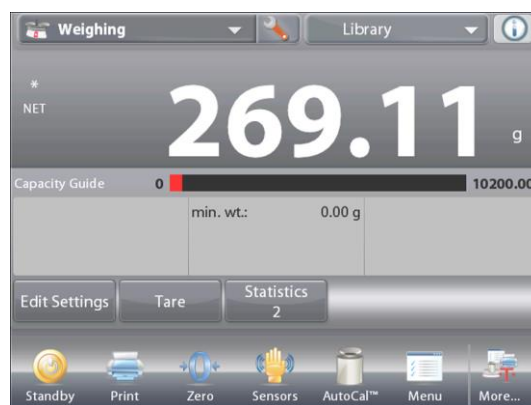 Weighing
Library
*
NET
269.11
g
Capacity Guide 0 10200.00
min. wt.: 0.00 g
Edit Settings
Tare
Statistics
2
Standby Print Zero Sensors AutoCal™ Menu More...